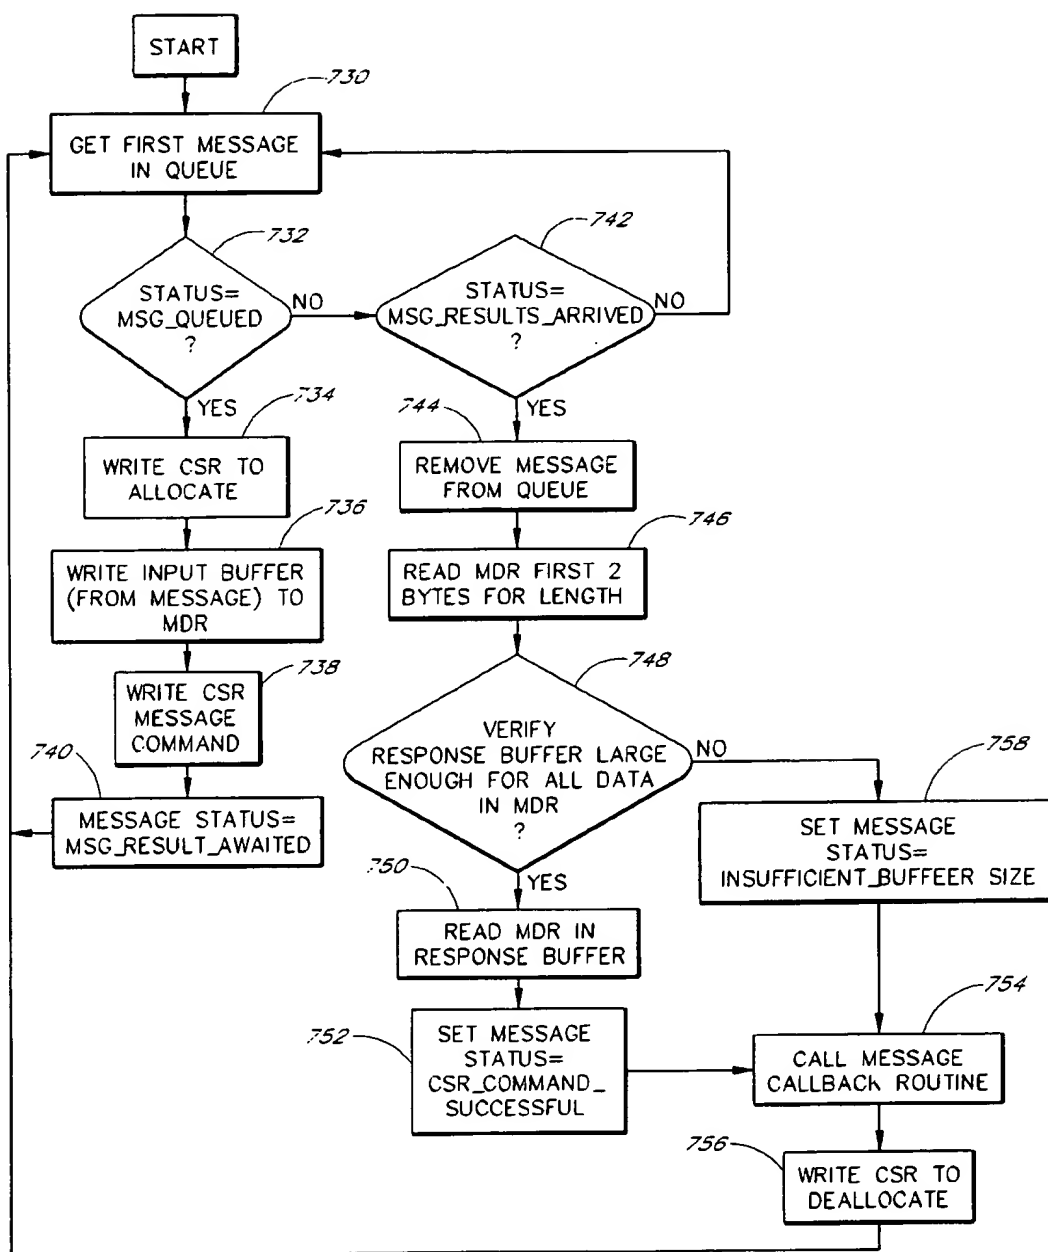 START
730
GET FIRST MESSAGE
IN QUEUE
732
STATUS=
MSG_QUEUED
?
NO
YES
742
STATUS=
MSG_RESULTS_ARRIVED
?
NO
YES
734
WRITE CSR TO
ALLOCATE
736
WRITE INPUT BUFFER
(FROM MESSAGE) TO
MDR
738
WRITE CSR
MESSAGE
COMMAND
740
MESSAGE STATUS=
MSG_RESULT_AWAITED
744
REMOVE MESSAGE
FROM QUEUE
746
READ MDR FIRST 2
BYTES FOR LENGTH
748
VERIFY
RESPONSE BUFFER LARGE
ENOUGH FOR ALL DATA
IN MDR
?
NO
YES
750
READ MDR IN
RESPONSE BUFFER
752
SET MESSAGE
STATUS=
CSR_COMMAND_
SUCCESSFUL
758
SET MESSAGE
STATUS=
INSUFFICIENT_BUFFEER SIZE
754
CALL MESSAGE
CALLBACK ROUTINE
756
WRITE CSR TO
DEALLOCATE